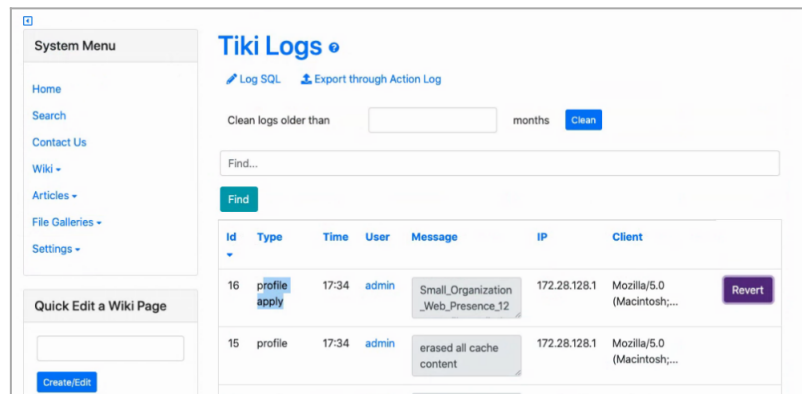 System Menu
Home
Search
Contact Us
Wiki
Articles
File Galleries
Settings
Quick Edit a Wiki Page
Create/Edit
Tiki Logs
Log SQL Export through Action Log
Clean logs older than months Clean
Find...
Find
Id Type Time User Message IP Client
16 profile 17:34 admin Small_Organization 172.28.128.1 Mozilla/5.0 Revert
apply _Web_Presence_12 (Macintosh;...
15 profile 17:34 admin erased all cache 172.28.128.1 Mozilla/5.0
content (Macintosh;...